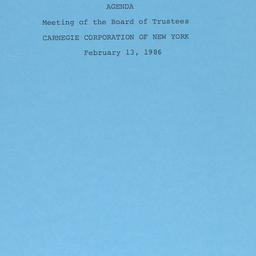 AGENDA
Meeting of the Board of Trustees
CARNEGIE CORPORATION OF NEW YORK
February 13, 1986